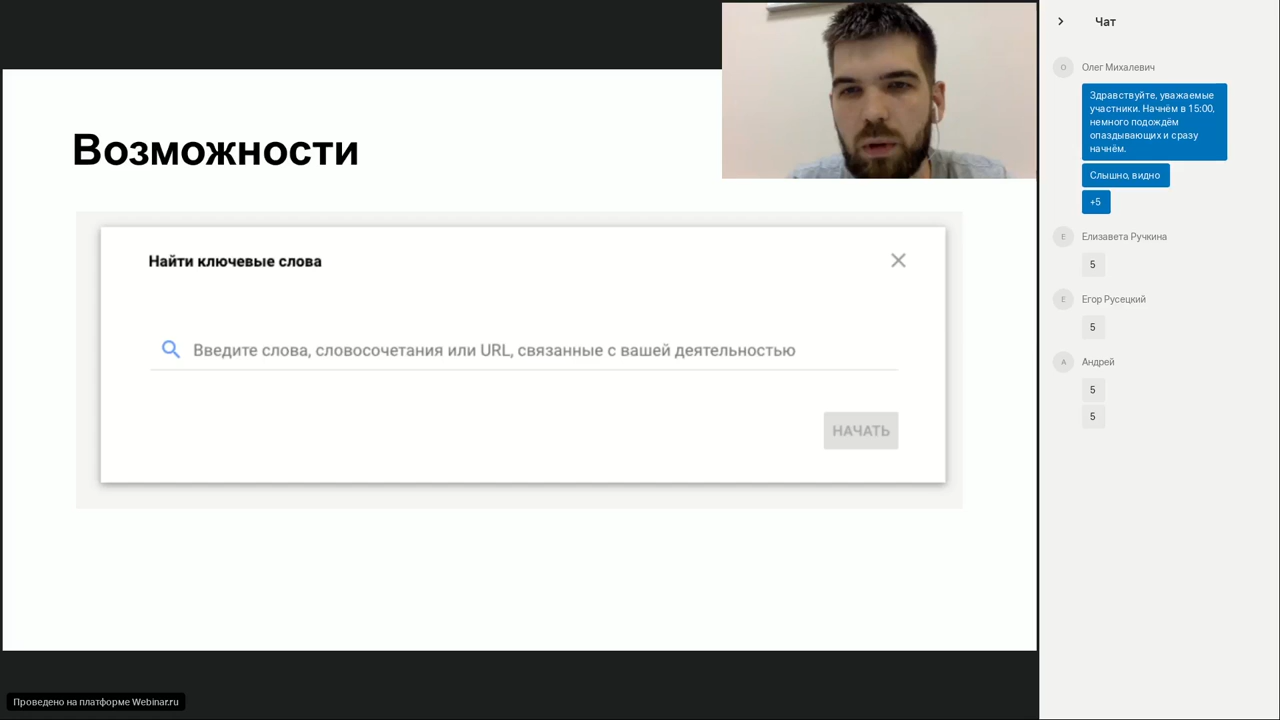 Возможности
Найти ключевые слова
Введите слова, словосочетания или URL, связанные с вашей деятельностью
НАЧАТЬ
Проведено на платформе Webinar.ru
Чат
О
Олег Михалевич
Здравствуйте, уважаемые
участники. Начнём в 15:00,
немного подождём
опаздывающих и сразу
начнём.
Слышно, видно
+5
Е
Елизавета Ручкина
5
Е
Егор Русецкий
5
А
Андрей
5
5